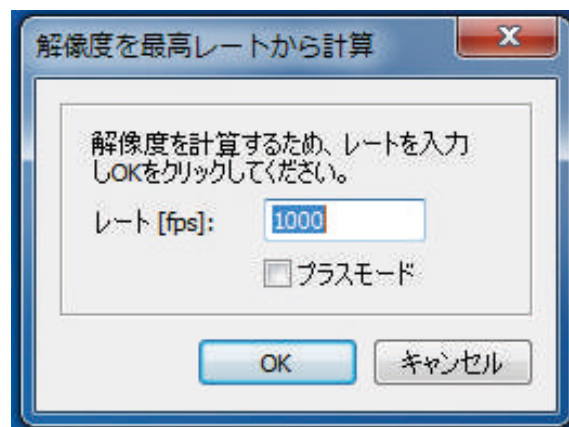 解像度を最高レートから計算
解像度を計算するため、レートを入力
しOKをクリックしてください。
レート [fps]:
1000
プラスモード
OK
キャンセル